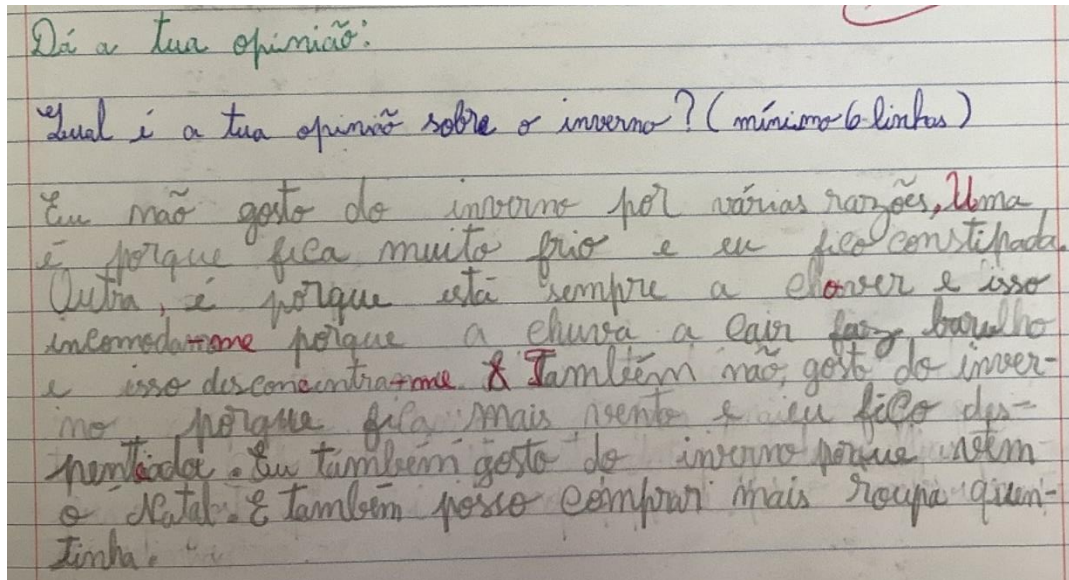 Dá a tua opinião:
Qual é a tua opinião sobre o inverno? (mínimo 6 linhas)
Eu não gosto do inverno por várias razões, Uma
é porque fica muito frio e eu fico constipada.
Outra, é porque está sempre a chover e isso
incomoda-me porque a chuva a cair faz barulho
e isso desconcentra-me. Também não gosto do inver-
no porque fica mais vento e eu fico des-
penteada. Eu também gosto do inverno porque vem
o Natal. E também posso comprar mais roupa quen-
tinha.